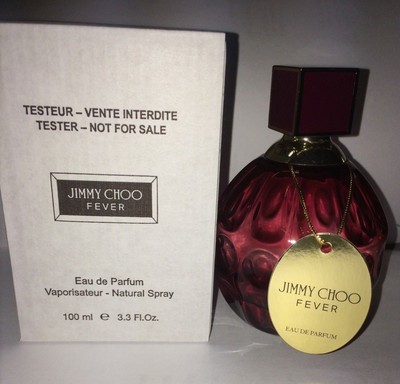 TESTEUR – VENTE INTERDITE
TESTER – NOT FOR SALE
JIMMY CHOO
FEVER
Eau de Parfum
Vaporisateur - Natural Spray
100 ml ℮ 3.3 Fl.Oz.
JIMMY CHOO
FEVER
EAU DE PARFUM